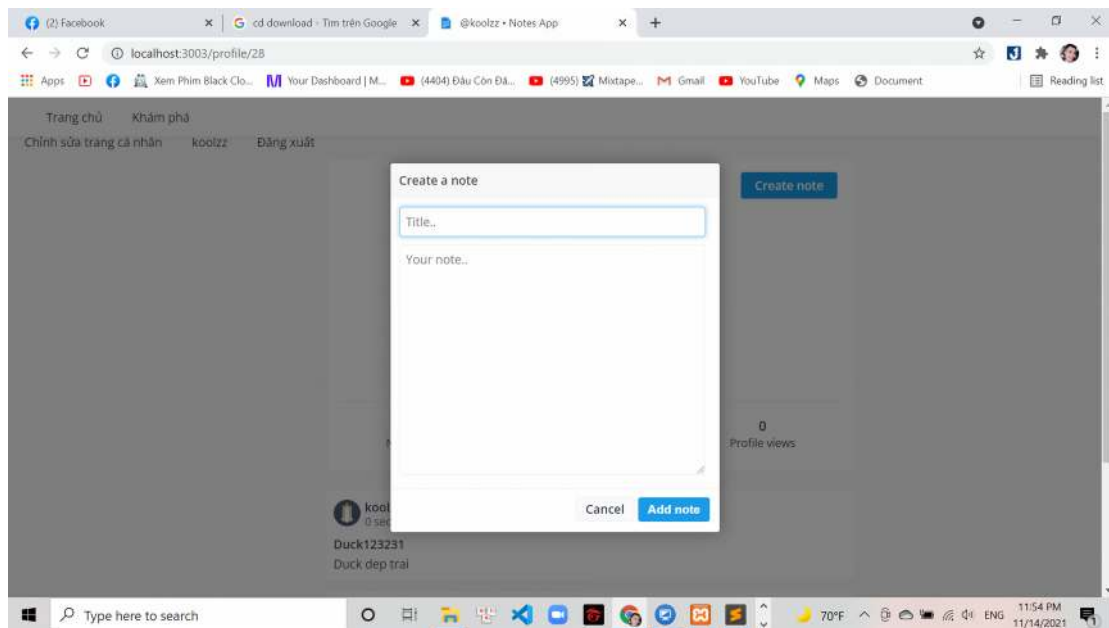 (2) Facebook
cd download - Tìm trên Google
@koolzz • Notes App
localhost:3003/profile/28
Apps
Xem Phim Black Clo...
Your Dashboard | M...
(4404) Đâu Còn Đâ...
(4995) Mixtape...
Gmail
YouTube
Maps
Document
Reading list
Trang chủ Khám phá
Chỉnh sửa trang cá nhân koolzz Đăng xuất
Create a note
Create note
Title..
Your note..
0
Profile views
Cancel Add note
Duck123231
Duck dep trai
Type here to search
70°F
ENG
11:54 PM
11/14/2021